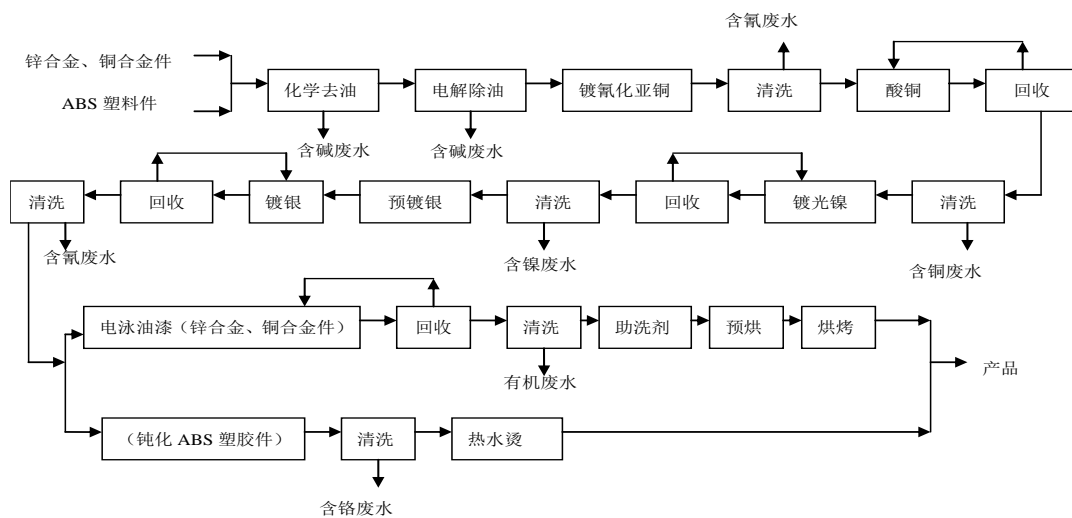 含氰废水
锌合金、铜合金件
ABS 塑料件
化学去油
电解除油
镀氰化亚铜
清洗
酸铜
回收
含碱废水
含碱废水
清洗
回收
镀银
预镀银
清洗
回收
镀光镍
清洗
含氰废水
含镍废水
含铜废水
电泳油漆（锌合金、铜合金件）
回收
清洗
助洗剂
预烘
烘烤
有机废水
产品
（钝化 ABS 塑胶件）
清洗
热水烫
含铬废水